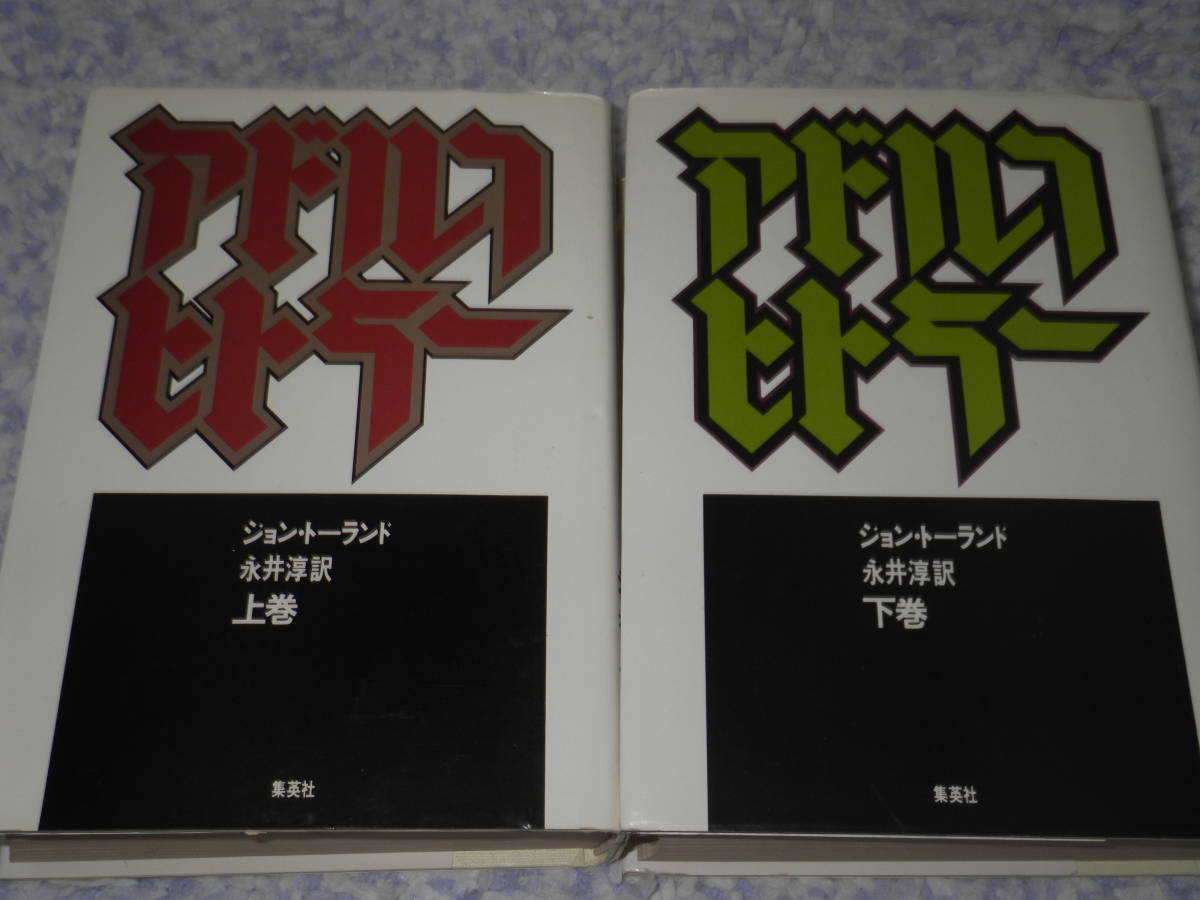 アドルフ
ヒトラー
ジョン・トーランド
永井淳訳
上巻
集英社
アドルフ
ヒトラー
ジョン・トーランド
永井淳訳
下巻
集英社